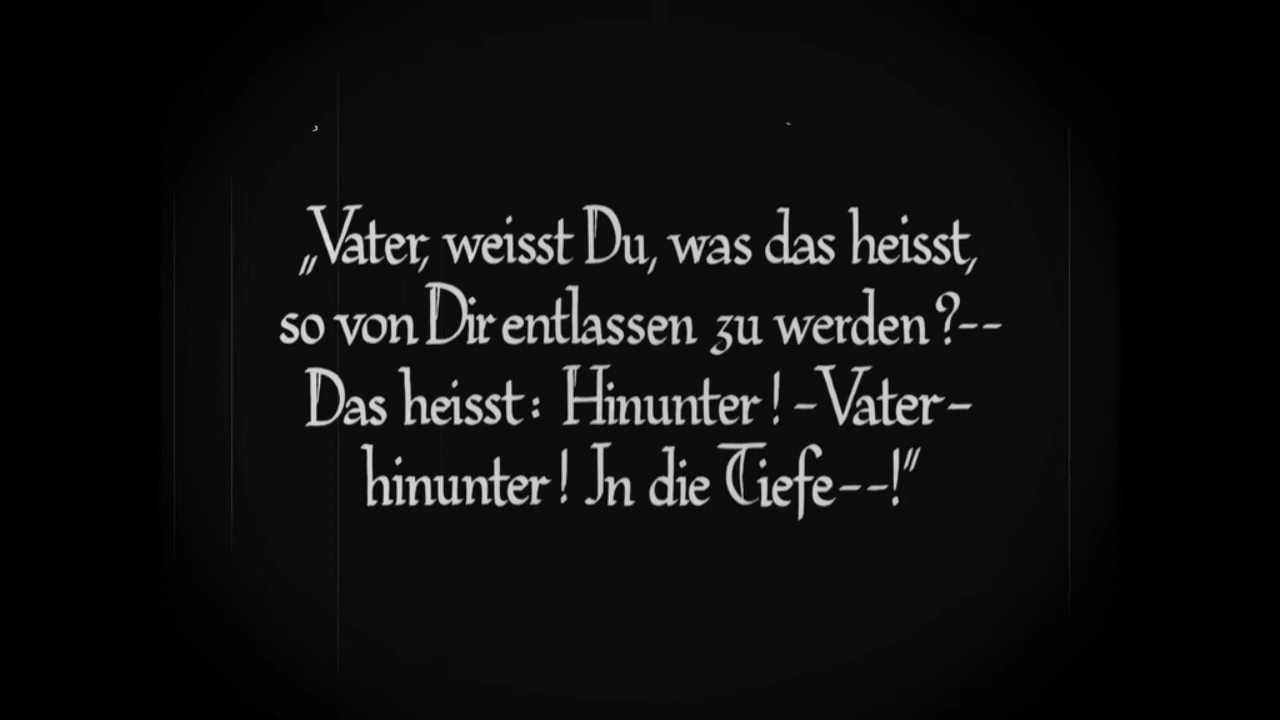 „Vater, weisst Du, was das heisst,
so von Dir entlassen zu werden?--
Das heisst: Hinunter! - Vater -
hinunter! In die Tiefe--!"